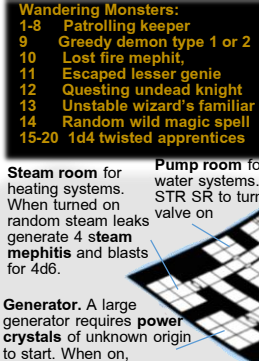 Wandering Monsters:
1-8 Patrolling keeper
9 Greedy demon type 1 or 2
10 Lost fire mephit,
11 Escaped lesser genie
12 Questing undead knight
13 Unstable wizard's familiar
14 Random wild magic spell
15-20 1d4 twisted apprentices
Steam room for
heating systems.
When turned on
random steam leaks
generate 4 steam
mephitis and blasts
for 4d6.
Pump room fo
water systems.
STR SR to turn
valve on
Generator. A large
generator requires power
crystals of unknown origin
to start. When on,